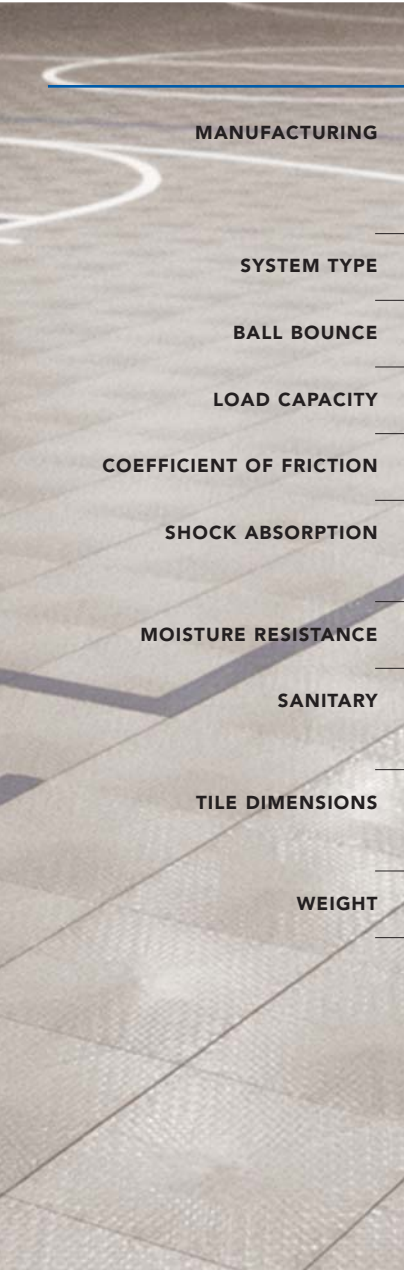 MANUFACTURING
SYSTEM TYPE
BALL BOUNCE
LOAD CAPACITY
COEFFICIENT OF FRICTION
SHOCK ABSORPTION
MOISTURE RESISTANCE
SANITARY
TILE DIMENSIONS
WEIGHT